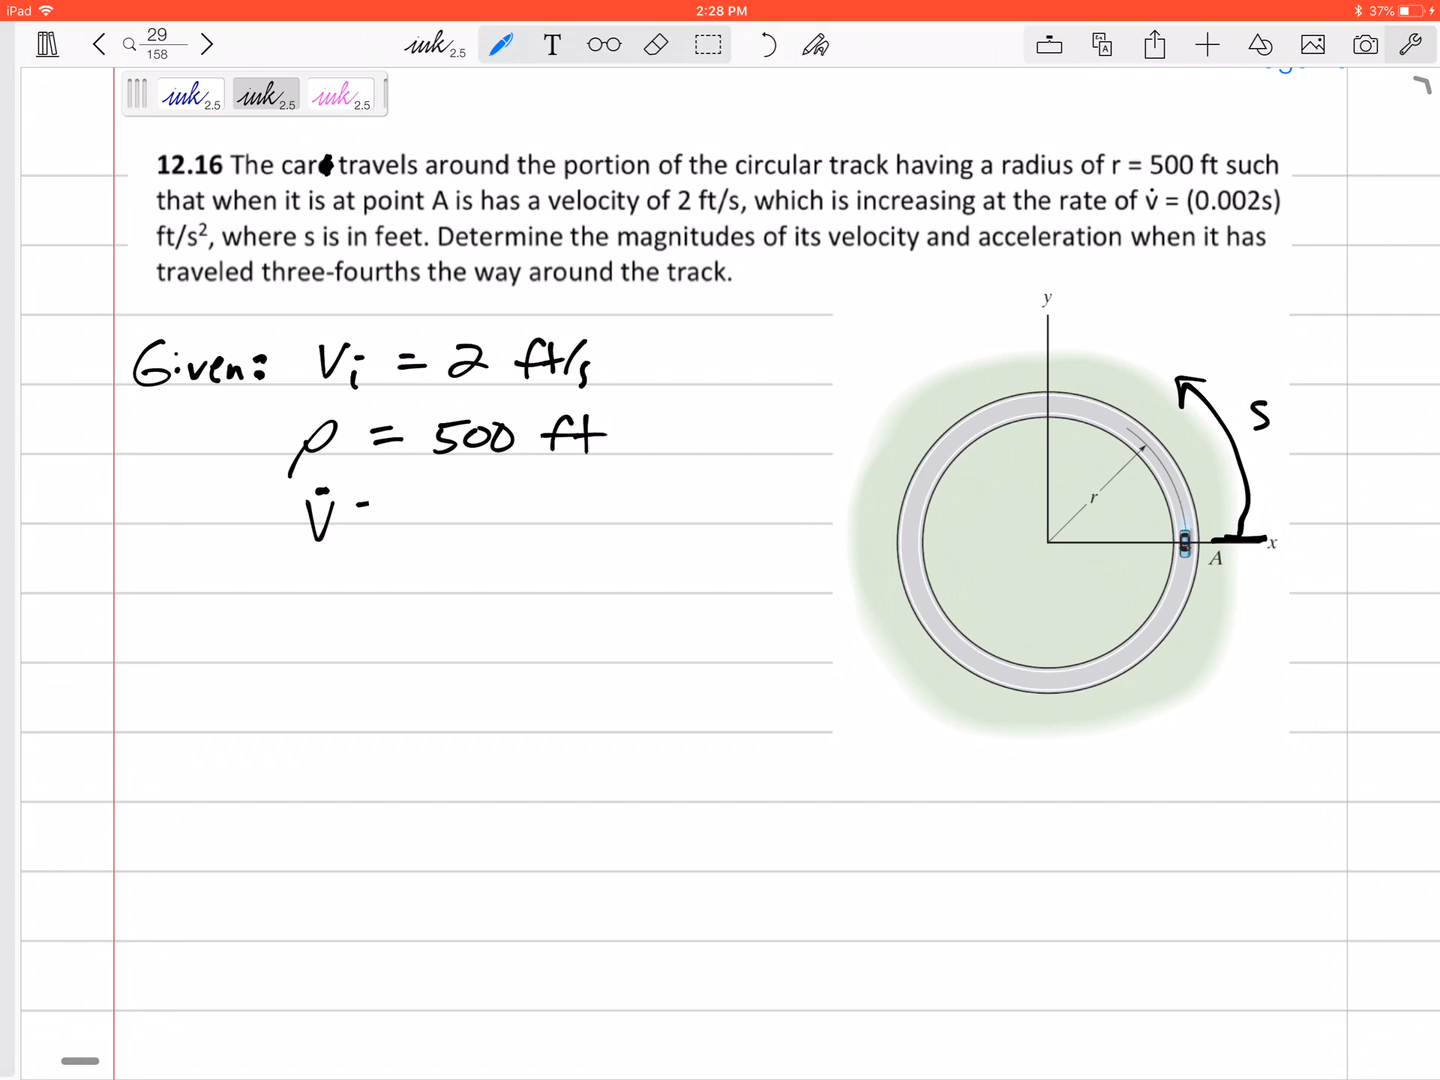 iPad 2:28 PM 37%
29
158
ink 2.5 T
ink 2.5 ink 2.5 ink 2.5
12.16 The car travels around the portion of the circular track having a radius of r = 500 ft such
that when it is at point A is has a velocity of 2 ft/s, which is increasing at the rate of v̇ = (0.002s)
ft/s², where s is in feet. Determine the magnitudes of its velocity and acceleration when it has
traveled three-fourths the way around the track.
Given: Vi = 2 ft/s
ρ = 500 ft
V̇ -
y
S
r
A
x